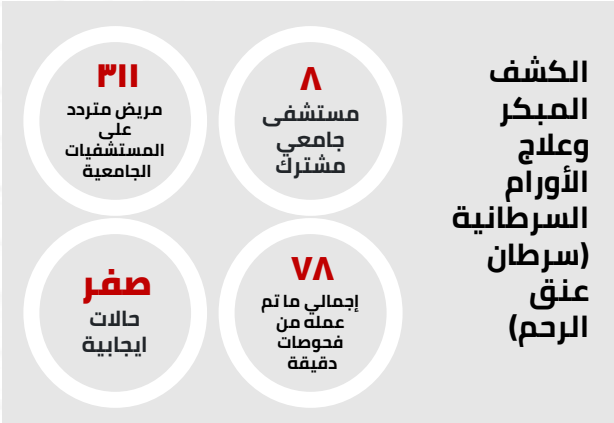 الكشف
المبكر
وعلاج
الأورام
السرطانية
(سرطان
عنق
الرحم)
٨
مستشفى
جامعي
مشترك
٣١١
مريض متردد
على
المستشفيات
الجامعية
٧٨
إجمالي ما تم
عمله من
فحوصات
دقيقة
صفر
حالات
ايجابية